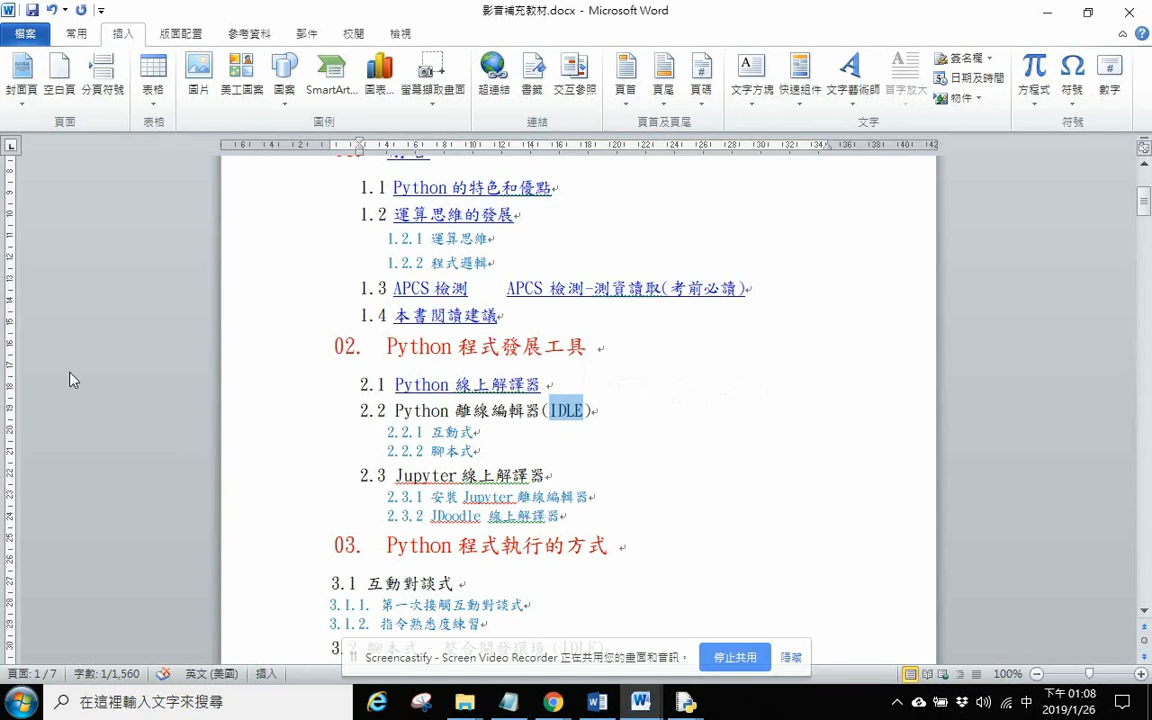 影音補充教材.docx - Microsoft Word
檔案 常用 插入 版面配置 參考資料 郵件 校閱 檢視
封面頁 空白頁 分頁符號 表格 圖片 美工圖案 圖案 SmartArt... 圖表... 螢幕擷取畫面 超連結 書籤 交互參照 頁首 頁尾 頁碼 文字方塊 快速組件 文字藝術師 首字放大 方程式 符號 數字
簽名欄
日期及時間
物件
頁面 表格 圖例 連結 頁首及頁尾 文字 符號
1.1 Python 的特色和優點
1.2 運算思維的發展
1.2.1 運算思維
1.2.2 程式邏輯
1.3 APCS 檢測 APCS 檢測-測資讀取(考前必讀)
1.4 本書閱讀建議
02. Python 程式發展工具
2.1 Python 線上解譯器
2.2 Python 離線編輯器(IDLE)
2.2.1 互動式
2.2.2 腳本式
2.3 Jupyter 線上解譯器
2.3.1 安裝 Jupyter 離線編輯器
2.3.2 JDoodle 線上解譯器
03. Python 程式執行的方式
3.1 互動對談式
3.1.1. 第一次接觸互動對談式
3.1.2. 指令熟悉度練習
Screencastify - Screen Video Recorder 正在共用您的畫面和音訊。 停止共用 隱藏
頁面: 1 / 7 字數: 1/1,560 英文 (美國) 插入 100%
在這裡輸入文字來搜尋
中 下午 01:08
2019/1/26